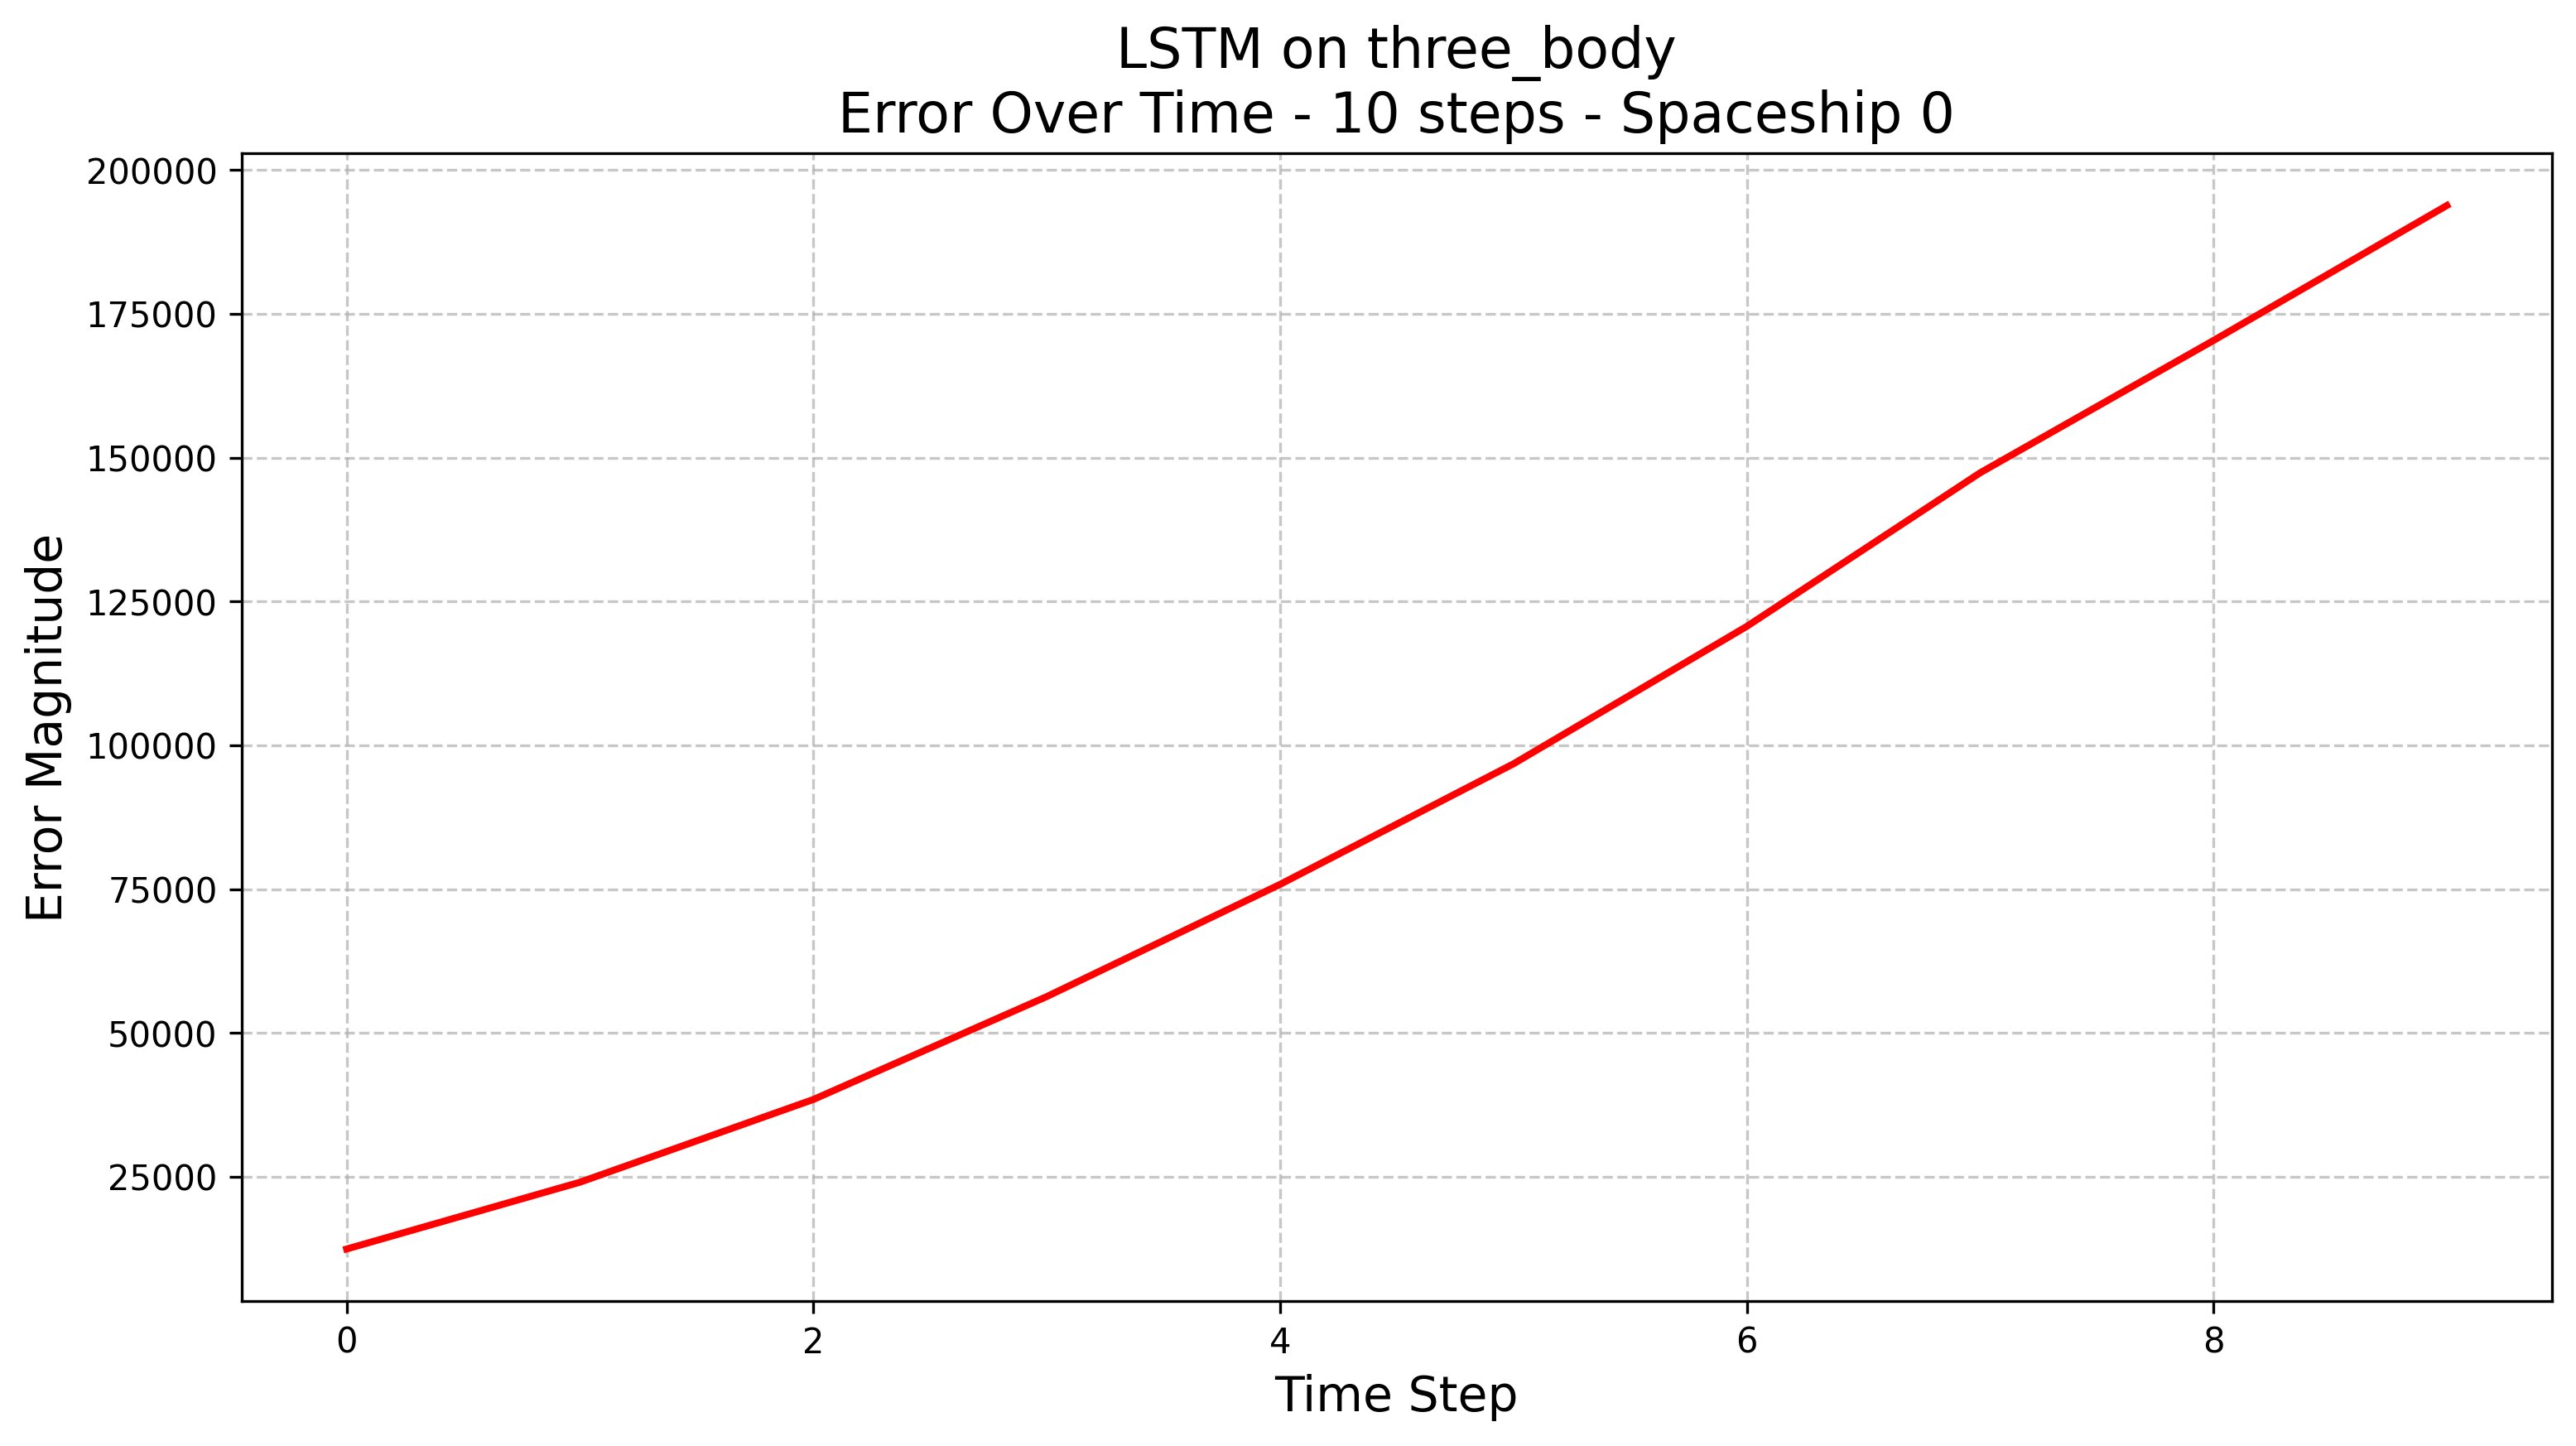 LSTM on three_body
Error Over Time - 10 steps - Spaceship 0
200000
175000
150000
125000
100000
75000
50000
25000
Error Magnitude
0 2 4 6 8
Time Step